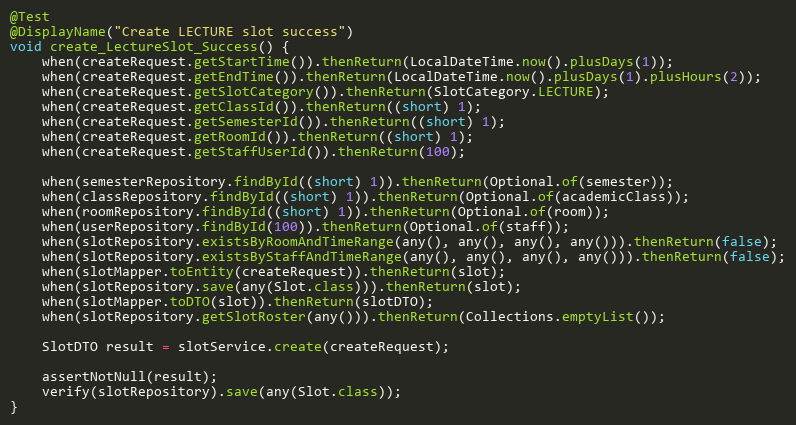 @Test
@DisplayName("Create LECTURE slot success")
void create_LectureSlot_Success() {
    when(createRequest.getStartTime()).thenReturn(LocalDateTime.now().plusDays(1));
    when(createRequest.getEndTime()).thenReturn(LocalDateTime.now().plusDays(1).plusHours(2));
    when(createRequest.getSlotCategory()).thenReturn(SlotCategory.LECTURE);
    when(createRequest.getClassId()).thenReturn((short) 1);
    when(createRequest.getSemesterId()).thenReturn((short) 1);
    when(createRequest.getRoomId()).thenReturn((short) 1);
    when(createRequest.getStaffUserId()).thenReturn(100);

    when(semesterRepository.findById((short) 1)).thenReturn(Optional.of(semester));
    when(classRepository.findById((short) 1)).thenReturn(Optional.of(academicClass));
    when(roomRepository.findById((short) 1)).thenReturn(Optional.of(room));
    when(userRepository.findById(100)).thenReturn(Optional.of(staff));
    when(slotRepository.existsByRoomAndTimeRange(any(), any(), any(), any())).thenReturn(false);
    when(slotRepository.existsByStaffAndTimeRange(any(), any(), any(), any())).thenReturn(false);
    when(slotMapper.toEntity(createRequest)).thenReturn(slot);
    when(slotRepository.save(any(Slot.class))).thenReturn(slot);
    when(slotMapper.toDTO(slot)).thenReturn(slotDTO);
    when(slotRepository.getSlotRoster(any())).thenReturn(Collections.emptyList());

    SlotDTO result = slotService.create(createRequest);

    assertNotNull(result);
    verify(slotRepository).save(any(Slot.class));
}